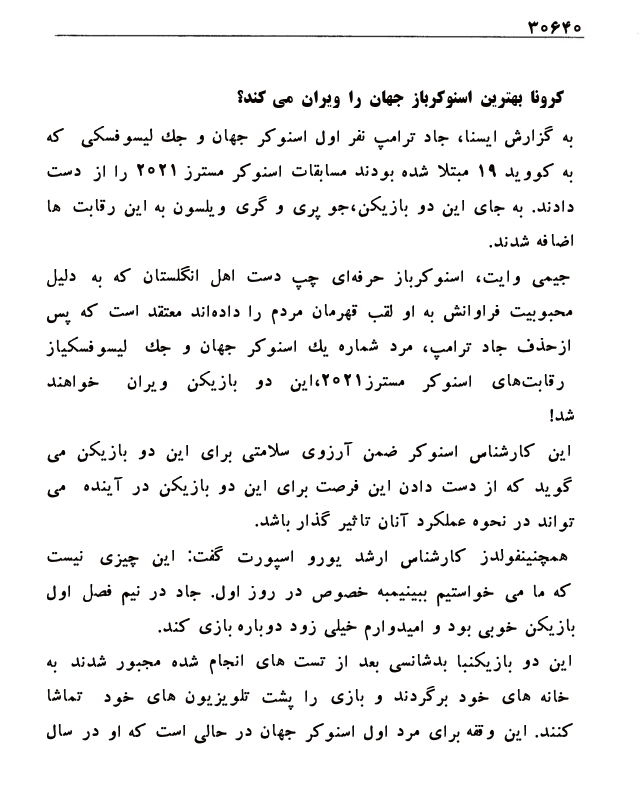 ۳۰۶۴۰
کرونا بهترین اسنوکرباز جهان را ویران می کند؟
به گزارش ایسنا، جاد ترامپ نفر اول اسنوکر جهان و جك لیسوفسکی که
به کووید ۱۹ مبتلا شده بودند مسابقات اسنوکر مسترز ۲۰۲۱ را از دست
دادند. به جای این دو بازیکن،جو پری و گری ویلسون به این رقابت ها
اضافه شدند.
جیمی وایت، اسنوکرباز حرفه‌ای چپ دست اهل انگلستان که به دلیل
محبوبیت فراوانش به او لقب قهرمان مردم را داده‌اند معتقد است که پس
ازحذف جاد ترامپ، مرد شماره یك اسنوکر جهان و جك لیسوفسکیاز
رقابت‌های اسنوکر مسترز۲۰۲۱،این دو بازیکن ویران خواهند
شد!
این کارشناس اسنوکر ضمن آرزوی سلامتی برای این دو بازیکن می
گوید که از دست دادن این فرصت برای این دو بازیکن در آینده می
تواند در نحوه عملکرد آنان تاثیر گذار باشد.
همچنینفولدز کارشناس ارشد یورو اسپورت گفت: این چیزی نیست
که ما می خواستیم ببینیمبه خصوص در روز اول. جاد در نیم فصل اول
بازیکن خوبی بود و امیدوارم خیلی زود دوباره بازی کند.
این دو بازیکنبا بدشانسی بعد از تست های انجام شده مجبور شدند به
خانه های خود برگردند و بازی را پشت تلویزیون های خود تماشا
کنند. این وقفه برای مرد اول اسنوکر جهان در حالی است که او در سال